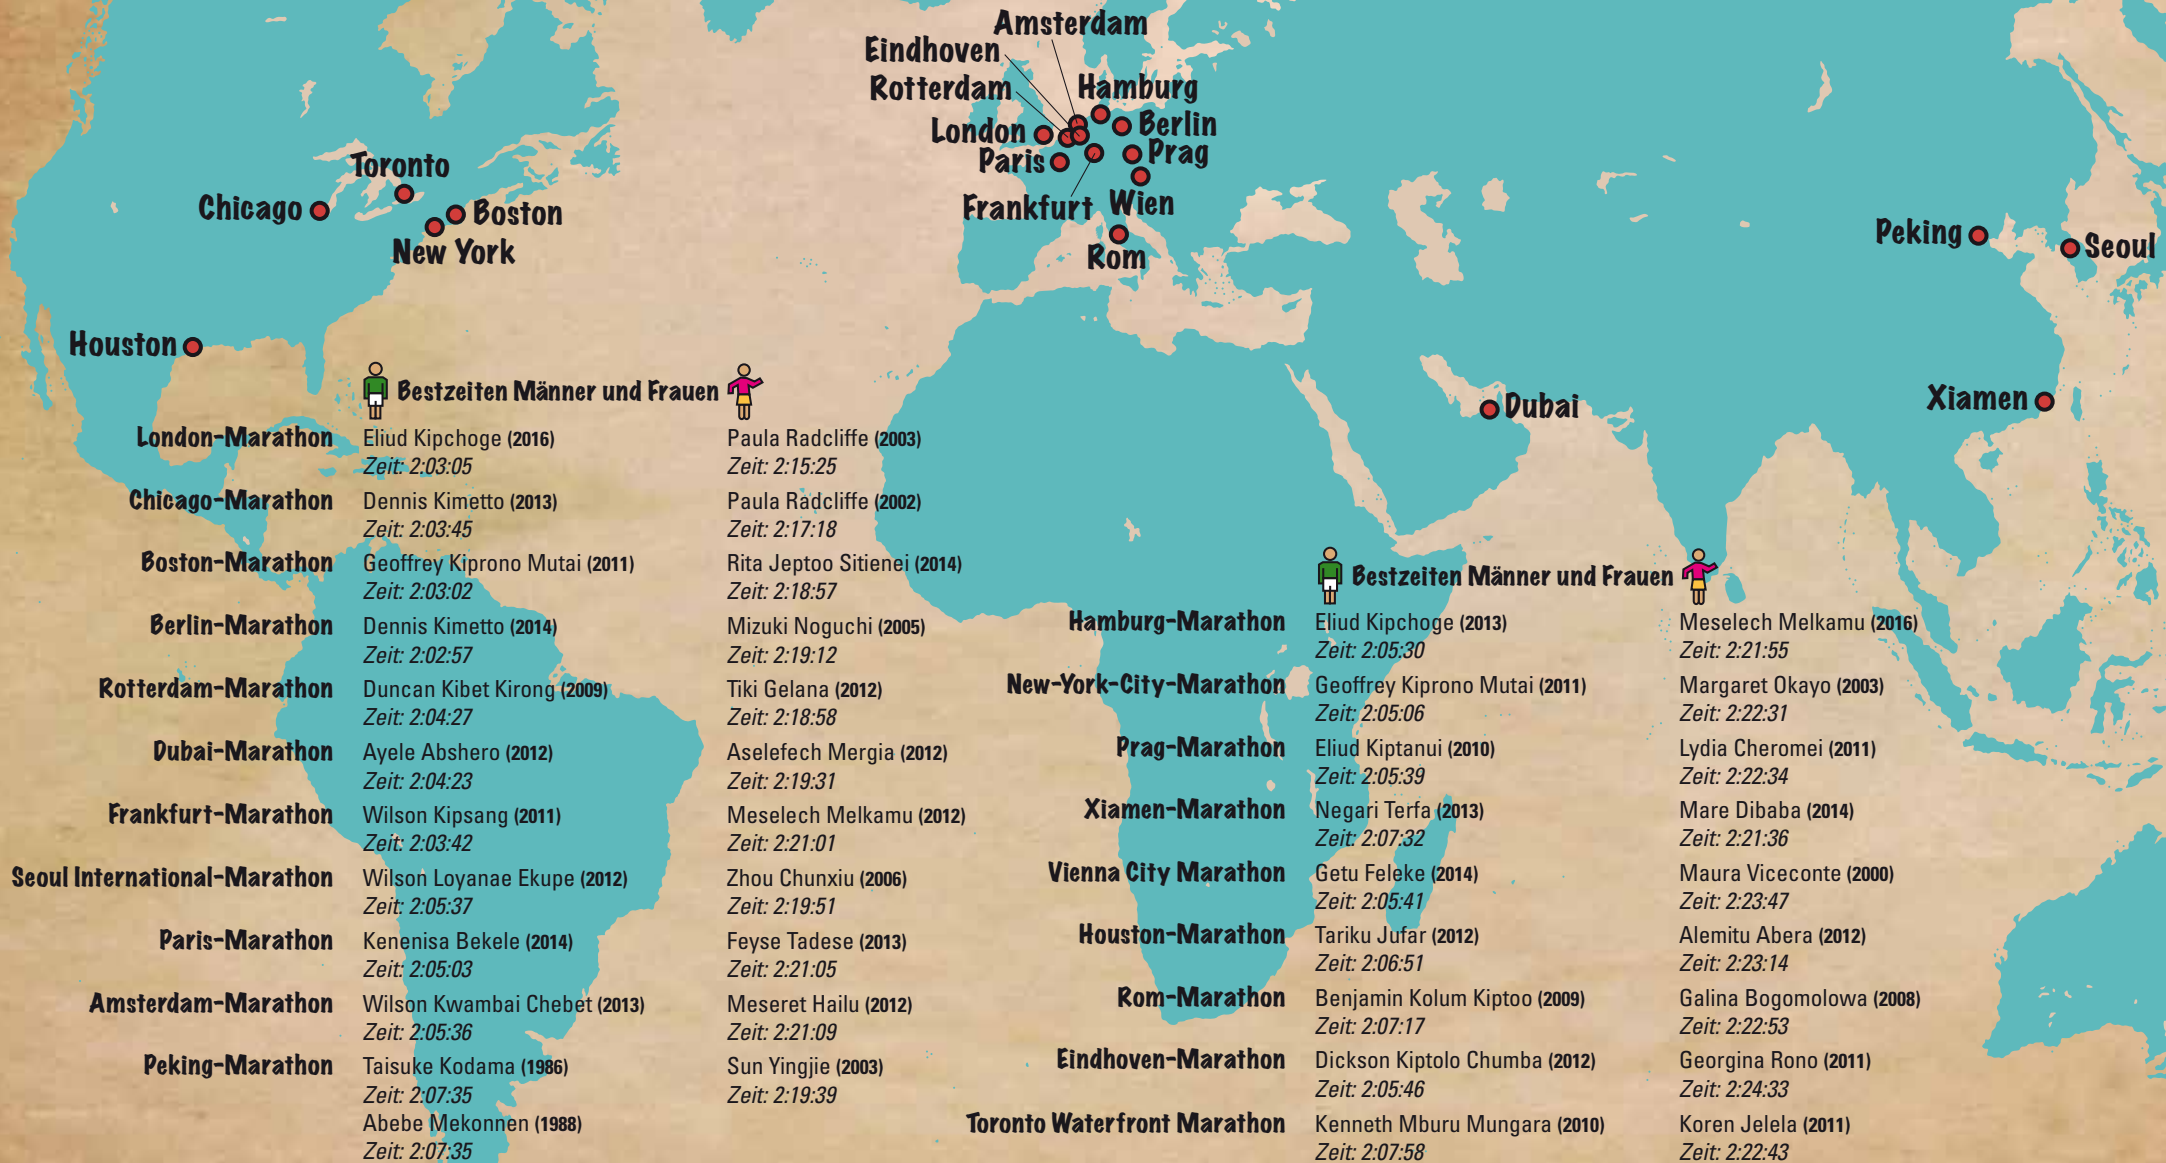 Amsterdam
Eindhoven
Rotterdam
Hamburg
London
Berlin
Paris
Prag
Frankfurt
Wien
Rom
Toronto
Chicago
Boston
New York
Houston
Peking
Seoul
Dubai
Xiamen
Bestzeiten Männer und Frauen
London-Marathon Eliud Kipchoge (2016) Paula Radcliffe (2003)
Zeit: 2:03:05 Zeit: 2:15:25
Chicago-Marathon Dennis Kimetto (2013) Paula Radcliffe (2002)
Zeit: 2:03:45 Zeit: 2:17:18
Boston-Marathon Geoffrey Kiprono Mutai (2011) Rita Jeptoo Sitienei (2014)
Zeit: 2:03:02 Zeit: 2:18:57
Berlin-Marathon Dennis Kimetto (2014) Mizuki Noguchi (2005)
Zeit: 2:02:57 Zeit: 2:19:12
Rotterdam-Marathon Duncan Kibet Kirong (2009) Tiki Gelana (2012)
Zeit: 2:04:27 Zeit: 2:18:58
Dubai-Marathon Ayele Abshero (2012) Aselefech Mergia (2012)
Zeit: 2:04:23 Zeit: 2:19:31
Frankfurt-Marathon Wilson Kipsang (2011) Meselech Melkamu (2012)
Zeit: 2:03:42 Zeit: 2:21:01
Seoul International-Marathon Wilson Loyanae Ekupe (2012) Zhou Chunxiu (2006)
Zeit: 2:05:37 Zeit: 2:19:51
Paris-Marathon Kenenisa Bekele (2014) Feyse Tadese (2013)
Zeit: 2:05:03 Zeit: 2:21:05
Amsterdam-Marathon Wilson Kwambai Chebet (2013) Meseret Hailu (2012)
Zeit: 2:05:36 Zeit: 2:21:09
Peking-Marathon Taisuke Kodama (1986) Sun Yingjie (2003)
Zeit: 2:07:35 Zeit: 2:19:39
Abebe Mekonnen (1988)
Zeit: 2:07:35
Bestzeiten Männer und Frauen
Hamburg-Marathon Eliud Kipchoge (2013) Meselech Melkamu (2016)
Zeit: 2:05:30 Zeit: 2:21:55
New-York-City-Marathon Geoffrey Kiprono Mutai (2011) Margaret Okayo (2003)
Zeit: 2:05:06 Zeit: 2:22:31
Prag-Marathon Eliud Kiptanui (2010) Lydia Cheromei (2011)
Zeit: 2:05:39 Zeit: 2:22:34
Xiamen-Marathon Negari Terfa (2013) Mare Dibaba (2014)
Zeit: 2:07:32 Zeit: 2:21:36
Vienna City Marathon Getu Feleke (2014) Maura Viceconte (2000)
Zeit: 2:05:41 Zeit: 2:23:47
Houston-Marathon Tariku Jufar (2012) Alemitu Abera (2012)
Zeit: 2:06:51 Zeit: 2:23:14
Rom-Marathon Benjamin Kolum Kiptoo (2009) Galina Bogomolowa (2008)
Zeit: 2:07:17 Zeit: 2:22:53
Eindhoven-Marathon Dickson Kiptolo Chumba (2012) Georgina Rono (2011)
Zeit: 2:05:46 Zeit: 2:24:33
Toronto Waterfront Marathon Kenneth Mburu Mungara (2010) Koren Jelela (2011)
Zeit: 2:07:58 Zeit: 2:22:43